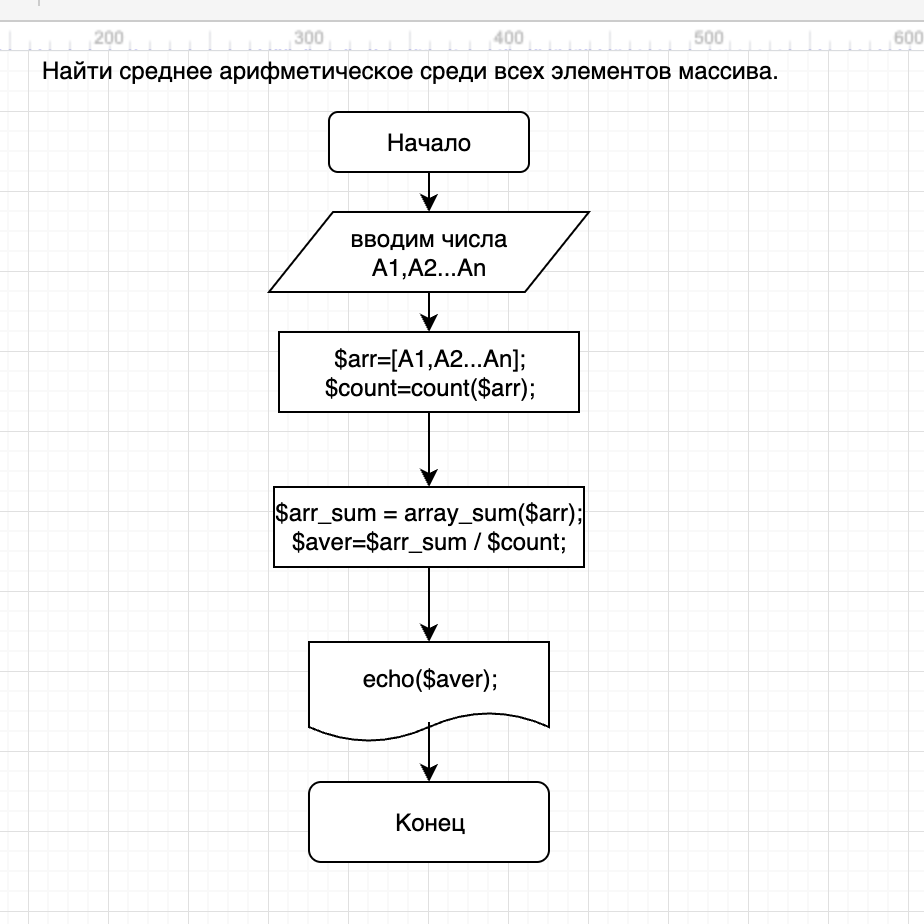 200 300 400 500 600
Найти среднее арифметическое среди всех элементов массива.
Начало
вводим числа
A1,A2...An
$arr=[A1,A2...An];
$count=count($arr);
$arr_sum = array_sum($arr);
$aver=$arr_sum / $count;
echo($aver);
Конец